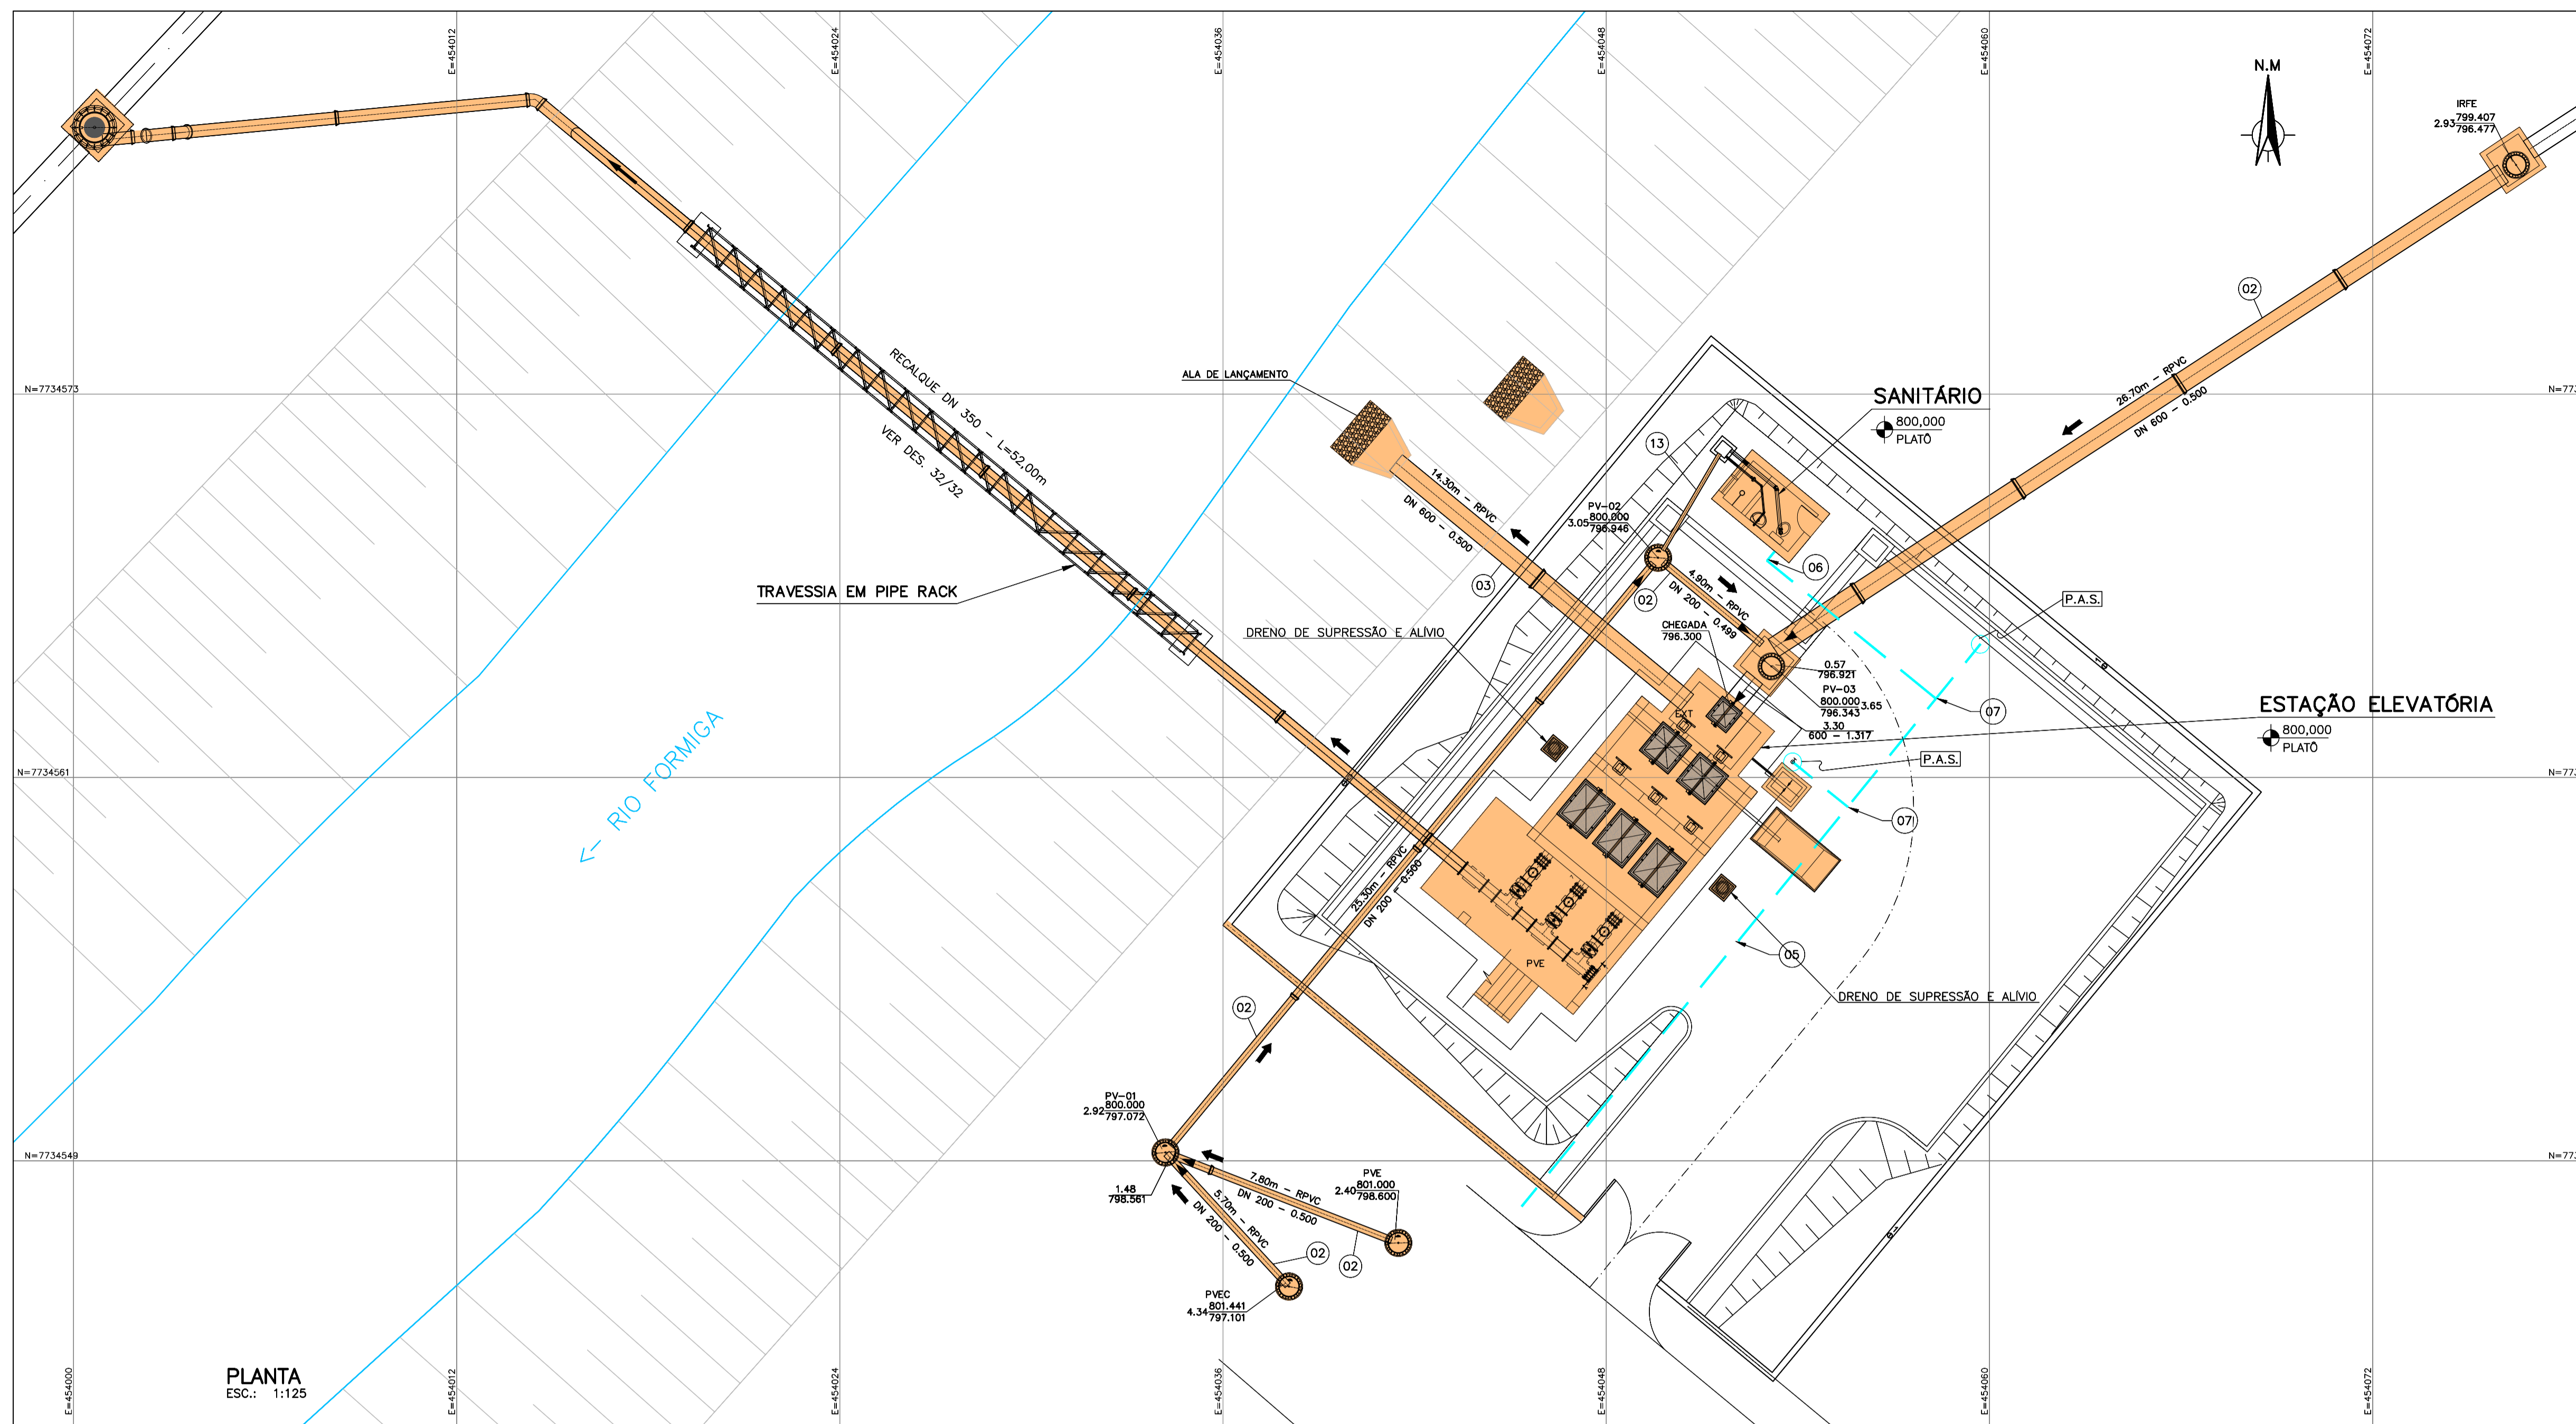 E=454012
E=454024
E=454036
E=454048
E=454060
E=454072
N.M
IRFE
2.93 799.407
796.477
02
N=7734573
RECALQUE DN 350 - L=52,00m
VER DES. 32/32
ALA DE LANÇAMENTO
SANITÁRIO
800,000
PLATÔ
26.70m - RPVC
DN 600 - 0.500
13
14.30m - RPVC
DN 600 - 0.500
PV-02
3.05 800.000
796.946
03
02
4.90m - RPVC
DN 200 - 0.499
06
TRAVESSIA EM PIPE RACK
P.A.S.
DRENO DE SUPRESSÃO E ALÍVIO
CHEGADA
796.300
0.57
796.921
PV-03
800.000
796.343 3.65
3.30
600 - 1.317
EXT
07
ESTAÇÃO ELEVATÓRIA
800,000
PLATÔ
P.A.S.
N=7734561
<- RIO FORMIGA
07
25.30m - RPVC
DN 200 - 0.500
PVE
05
DRENO DE SUPRESSÃO E ALÍVIO
02
PV-01
2.92 800.000
797.072
N=7734549
1.48
798.561
7.80m - RPVC
DN 200 - 0.500
PVE
2.40 801.000
798.600
5.70m - RPVC
DN 200 - 0.500
02
02
PVEC
4.34 801.441
797.101
PLANTA
ESC.: 1:125
E=454000
E=454012
E=454024
E=454036
E=454048
E=454060
E=454072